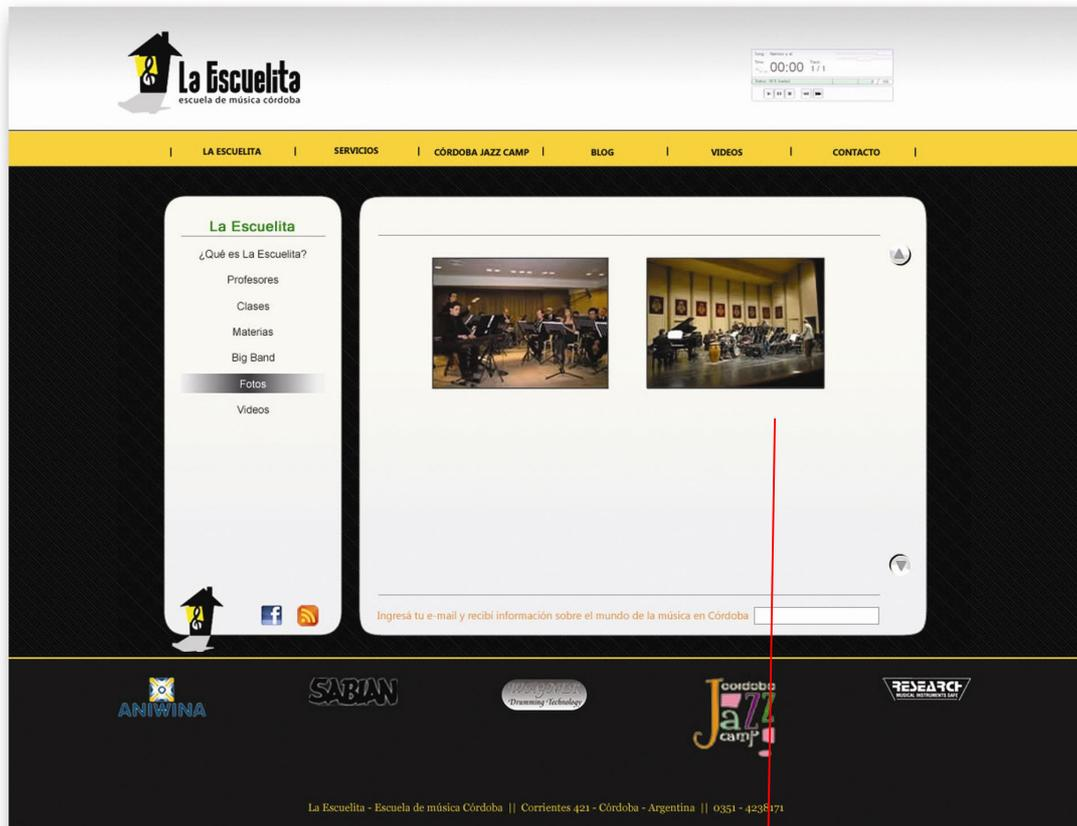 La Escuelita
escuela de música córdoba
00:00
1 / 1
LA ESCUELITA
SERVICIOS
CÓRDOBA JAZZ CAMP
BLOG
VIDEOS
CONTACTO
La Escuelita
¿Qué es La Escuelita?
Profesores
Clases
Materias
Big Band
Fotos
Videos
Ingresá tu e-mail y recibí información sobre el mundo de la música en Córdoba
ANIWINA
SABIAN
Drumming Technology
cordoba
Jazz
camp
RESEARCH
MUSICAL INSTRUMENTS SAFE
La Escuelita - Escuela de música Córdoba || Corrientes 421 - Córdoba - Argentina || 0351 - 4238171